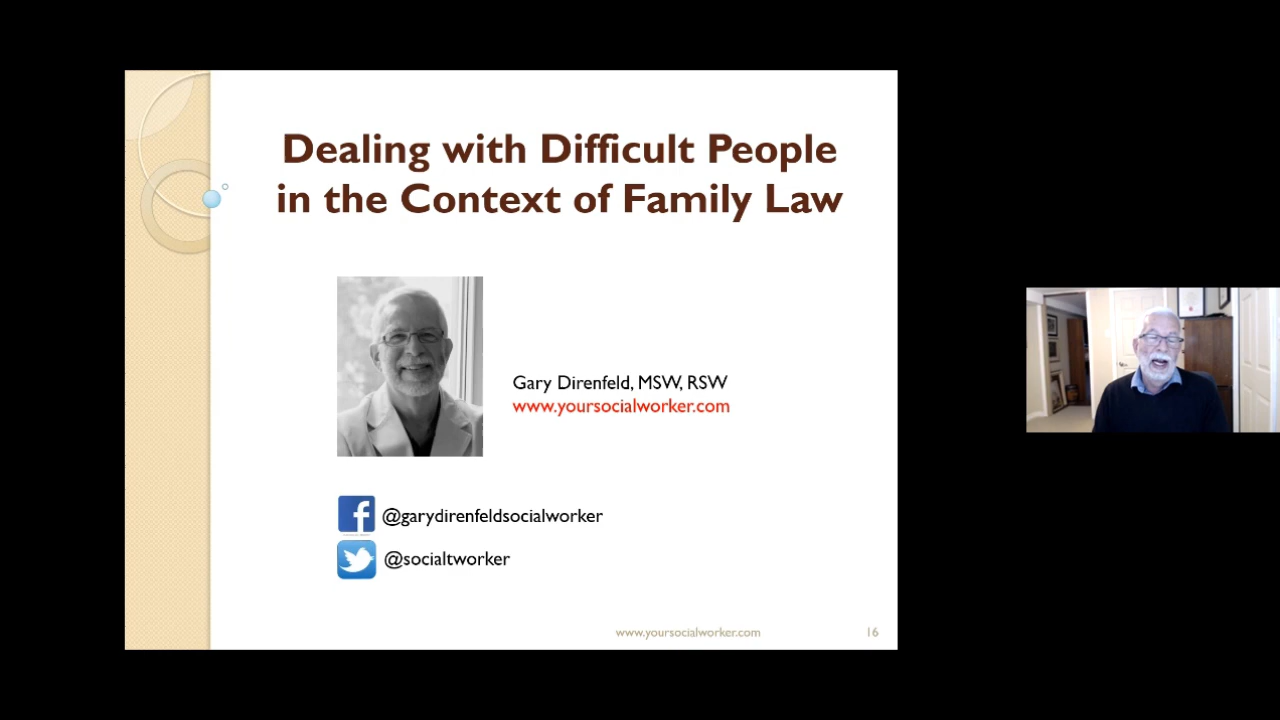 Dealing with Difficult People
in the Context of Family Law
Gary Direnfeld, MSW, RSW
www.yoursocialworker.com
@garydirenfeldsocialworker
@socialtworker
www.yoursocialworker.com
16